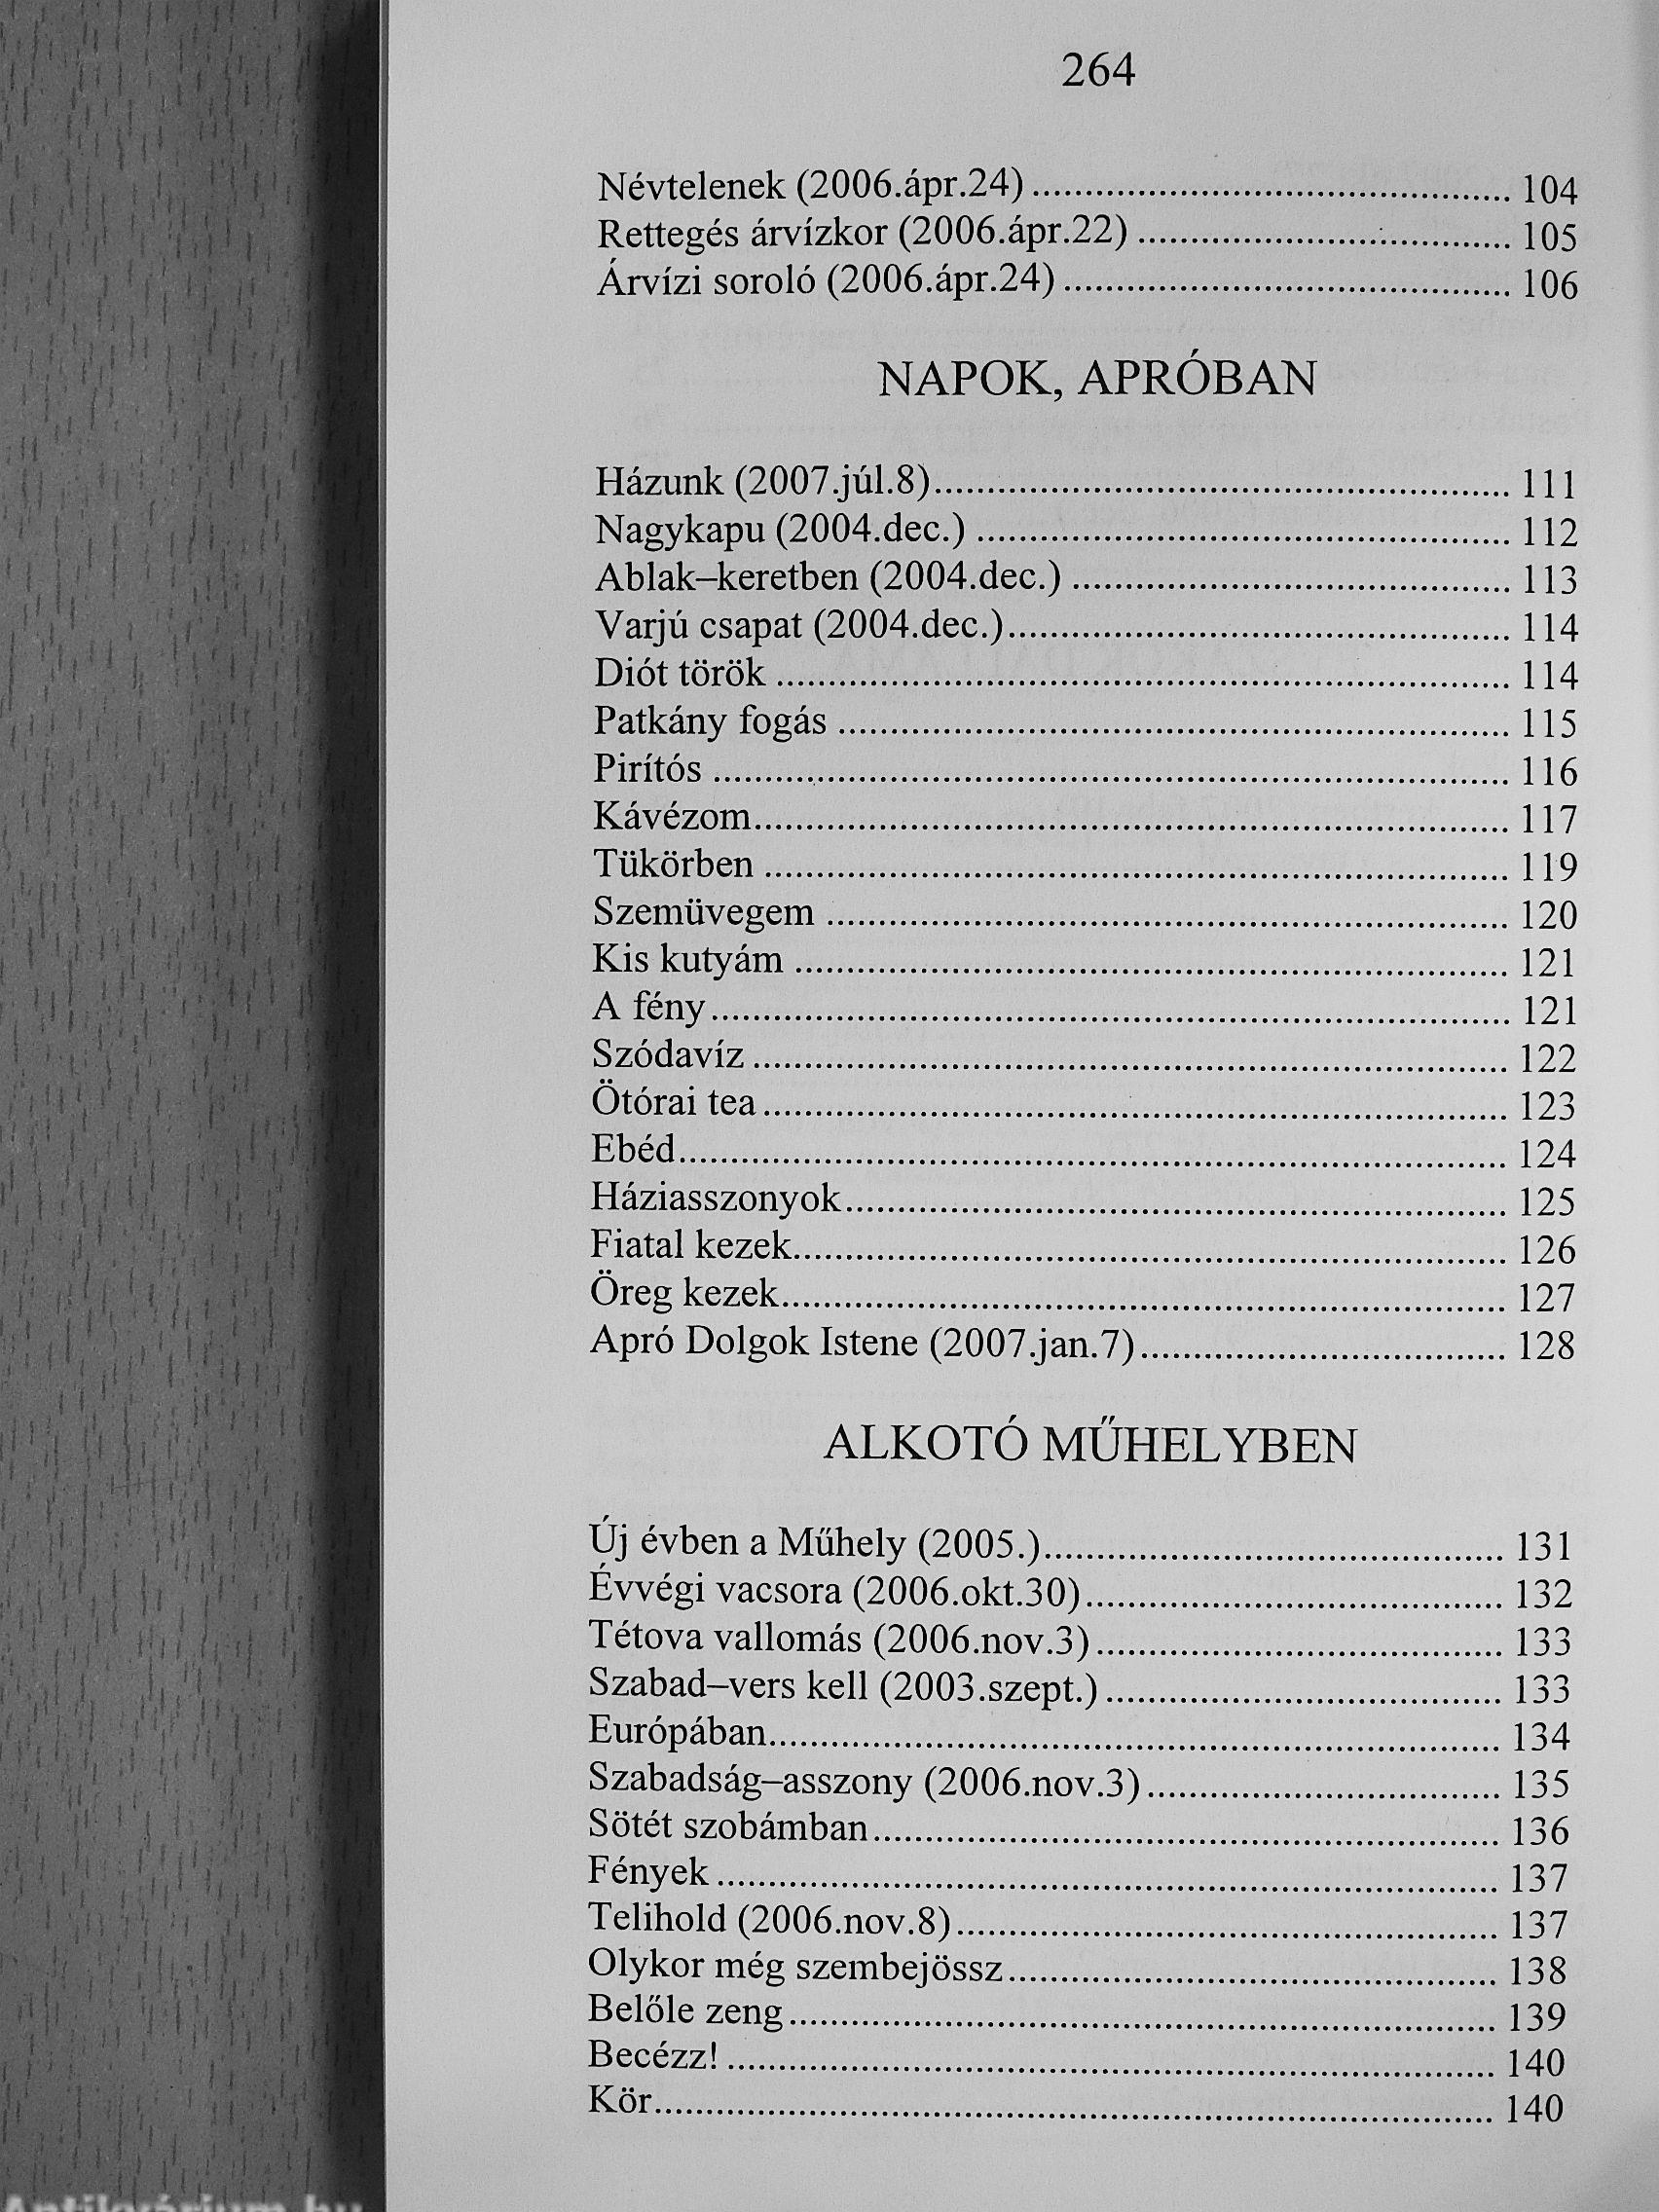 264
Névtelenek (2006.ápr.24) ........ 104
Rettegés árvízkor (2006.ápr.22) ........ 105
Árvízi soroló (2006.ápr.24) ........ 106
NAPOK, APRÓBAN
Házunk (2007.júl.8) ........ 111
Nagykapu (2004.dec.) ........ 112
Ablak–keretben (2004.dec.) ........ 113
Varjú csapat (2004.dec.) ........ 114
Diót török ........ 114
Patkány fogás ........ 115
Pirítós ........ 116
Kávézom ........ 117
Tükörben ........ 119
Szemüvegem ........ 120
Kis kutyám ........ 121
A fény ........ 121
Szódavíz ........ 122
Ötórai tea ........ 123
Ebéd ........ 124
Háziasszonyok ........ 125
Fiatal kezek ........ 126
Öreg kezek ........ 127
Apró Dolgok Istene (2007.jan.7) ........ 128
ALKOTÓ MŰHELYBEN
Új évben a Műhely (2005.) ........ 131
Évvégi vacsora (2006.okt.30) ........ 132
Tétova vallomás (2006.nov.3) ........ 133
Szabad–vers kell (2003.szept.) ........ 133
Európában ........ 134
Szabadság–asszony (2006.nov.3) ........ 135
Sötét szobámban ........ 136
Fények ........ 137
Telihold (2006.nov.8) ........ 137
Olykor még szembejössz ........ 138
Belőle zeng ........ 139
Becézz! ........ 140
Kör ........ 140
Antikvárium.hu